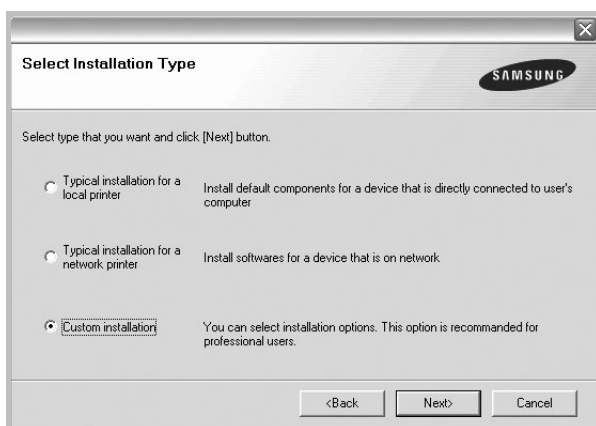 Select Installation Type
SAMSUNG
Select type that you want and click [Next] button.
Typical installation for a
local printer
Install default components for a device that is directly connected to user's
computer
Typical installation for a
network printer
Install softwares for a device that is on network
Custom installation
You can select installation options. This option is recommanded for
professional users.
<Back
Next>
Cancel